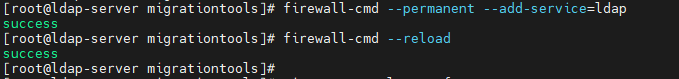 [root@ldap-server migrationtools]# firewall-cmd --permanent --add-service=ldap
success
[root@ldap-server migrationtools]# firewall-cmd --reload
success
[root@ldap-server migrationtools]#